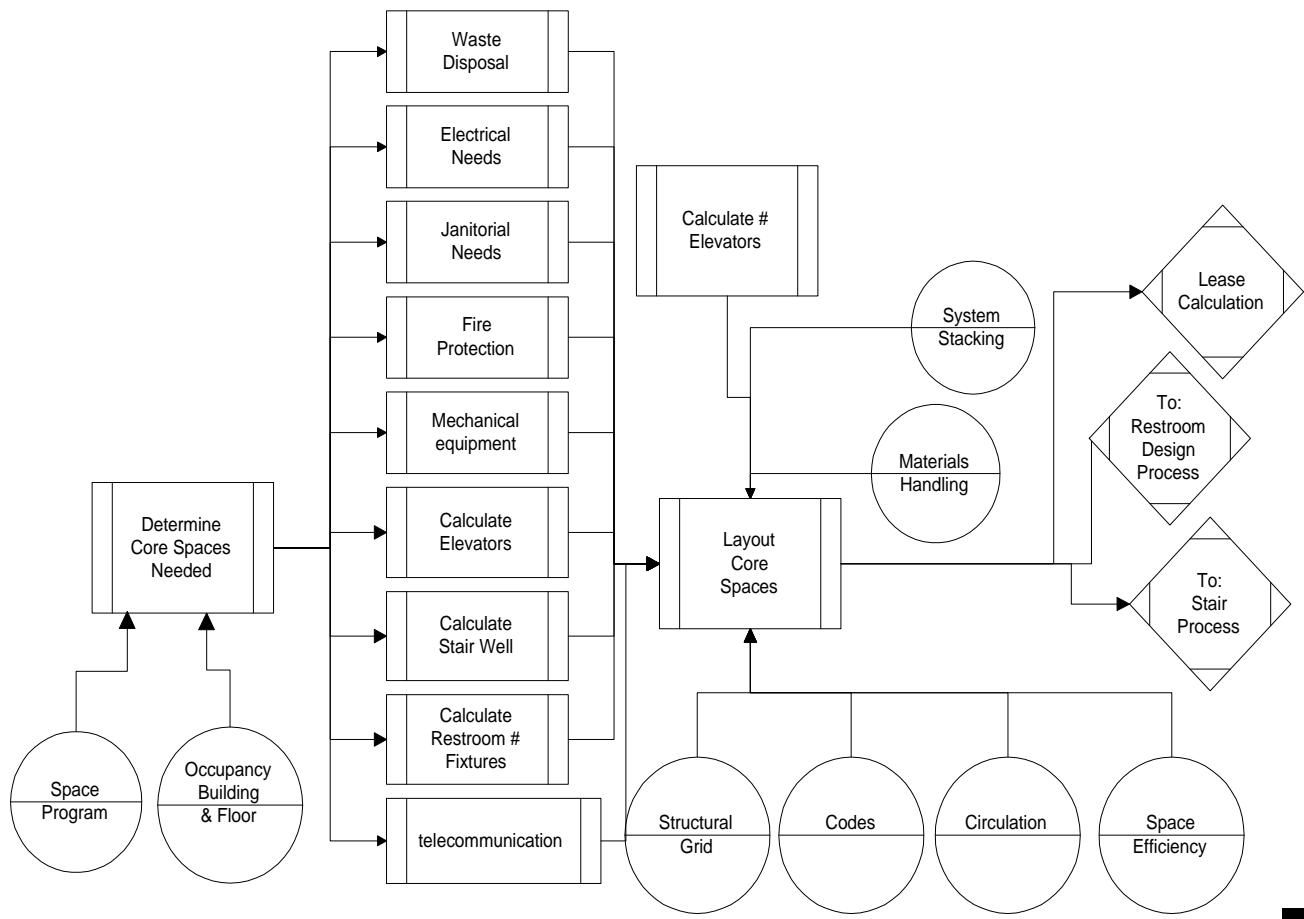 Waste
Disposal
Electrical
Needs
Janitorial
Needs
Fire
Protection
Mechanical
equipment
Calculate
Elevators
Calculate
Stair Well
Calculate
Restroom #
Fixtures
telecommunication
Determine
Core Spaces
Needed
Space
Program
Occupancy
Building
& Floor
Calculate #
Elevators
System
Stacking
Materials
Handling
Layout
Core
Spaces
Structural
Grid
Codes
Circulation
Space
Efficiency
Lease
Calculation
To:
Restroom
Design
Process
To:
Stair
Process